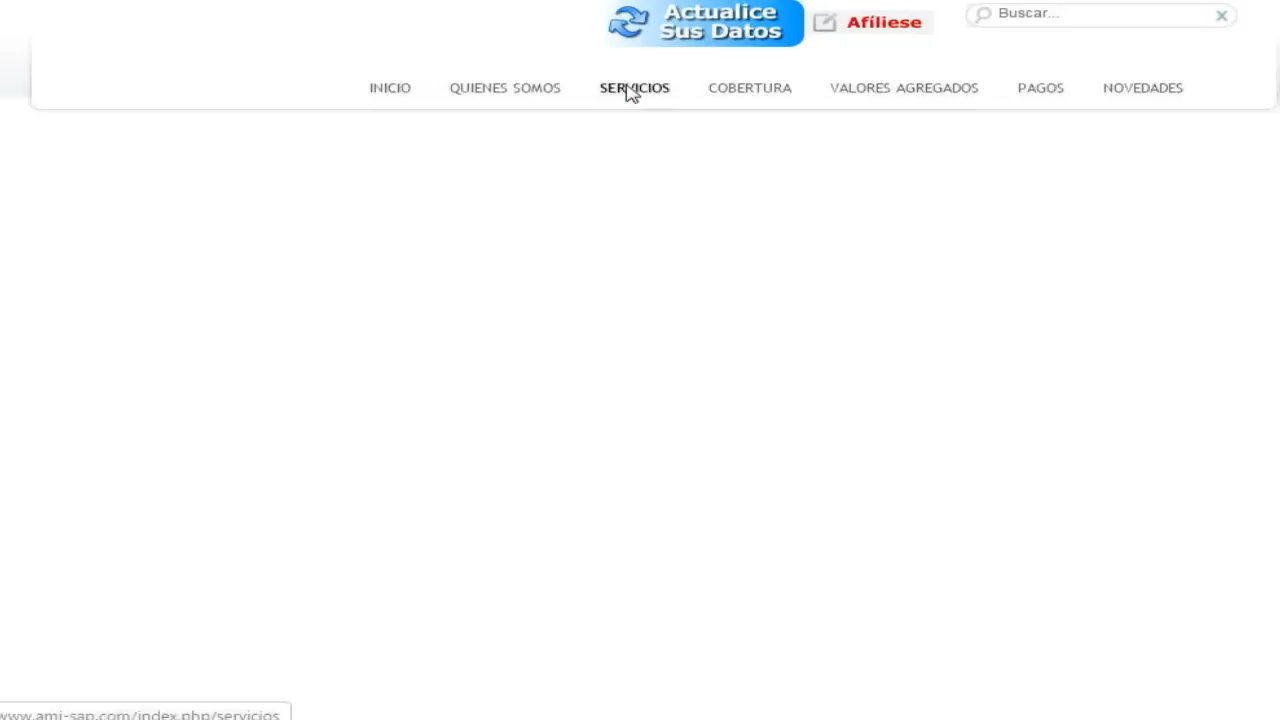 Actualice
Sus Datos
Afíliese
Buscar...
INICIO QUIENES SOMOS SERVICIOS COBERTURA VALORES AGREGADOS PAGOS NOVEDADES
www.ami-sap.com/index.php/servicios